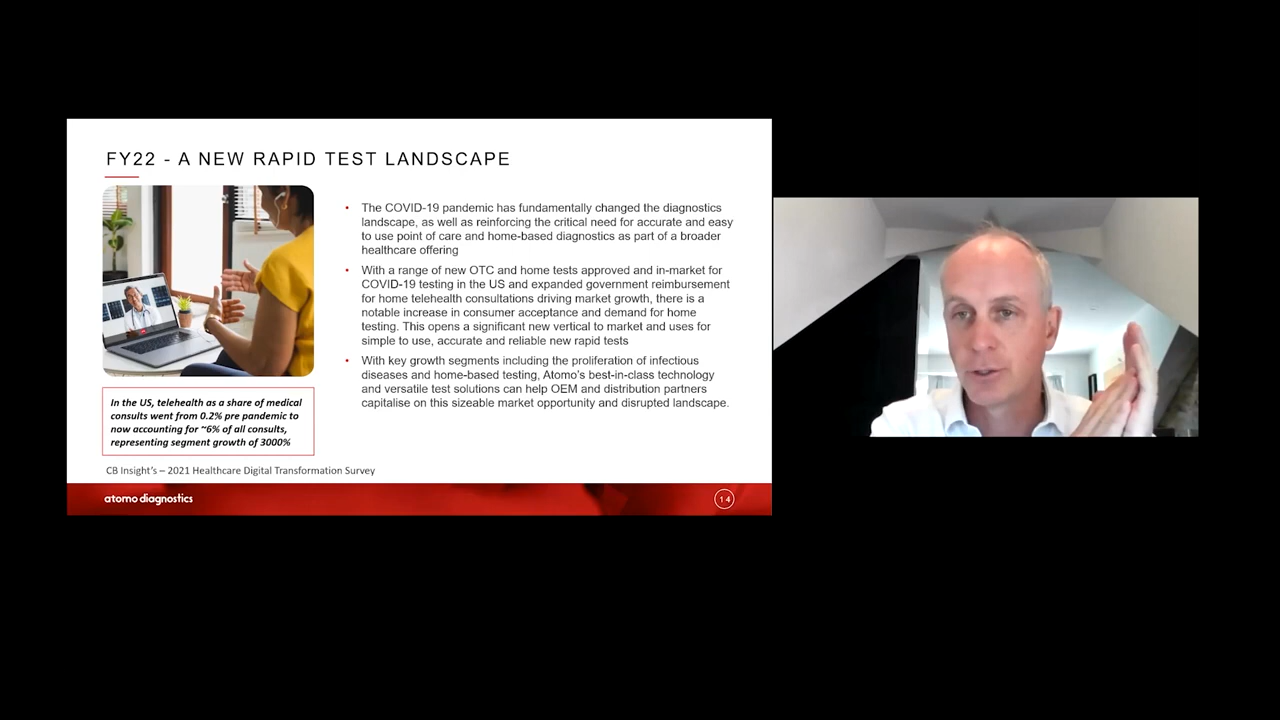 FY22 - A NEW RAPID TEST LANDSCAPE
• The COVID-19 pandemic has fundamentally changed the diagnostics
landscape, as well as reinforcing the critical need for accurate and easy
to use point of care and home-based diagnostics as part of a broader
healthcare offering
• With a range of new OTC and home tests approved and in-market for
COVID-19 testing in the US and expanded government reimbursement
for home telehealth consultations driving market growth, there is a
notable increase in consumer acceptance and demand for home
testing. This opens a significant new vertical to market and uses for
simple to use, accurate and reliable new rapid tests
• With key growth segments including the proliferation of infectious
diseases and home-based testing, Atomo's best-in-class technology
and versatile test solutions can help OEM and distribution partners
capitalise on this sizeable market opportunity and disrupted landscape.
In the US, telehealth as a share of medical
consults went from 0.2% pre pandemic to
now accounting for ~6% of all consults,
representing segment growth of 3000%
CB Insight's – 2021 Healthcare Digital Transformation Survey
atomo diagnostics
14